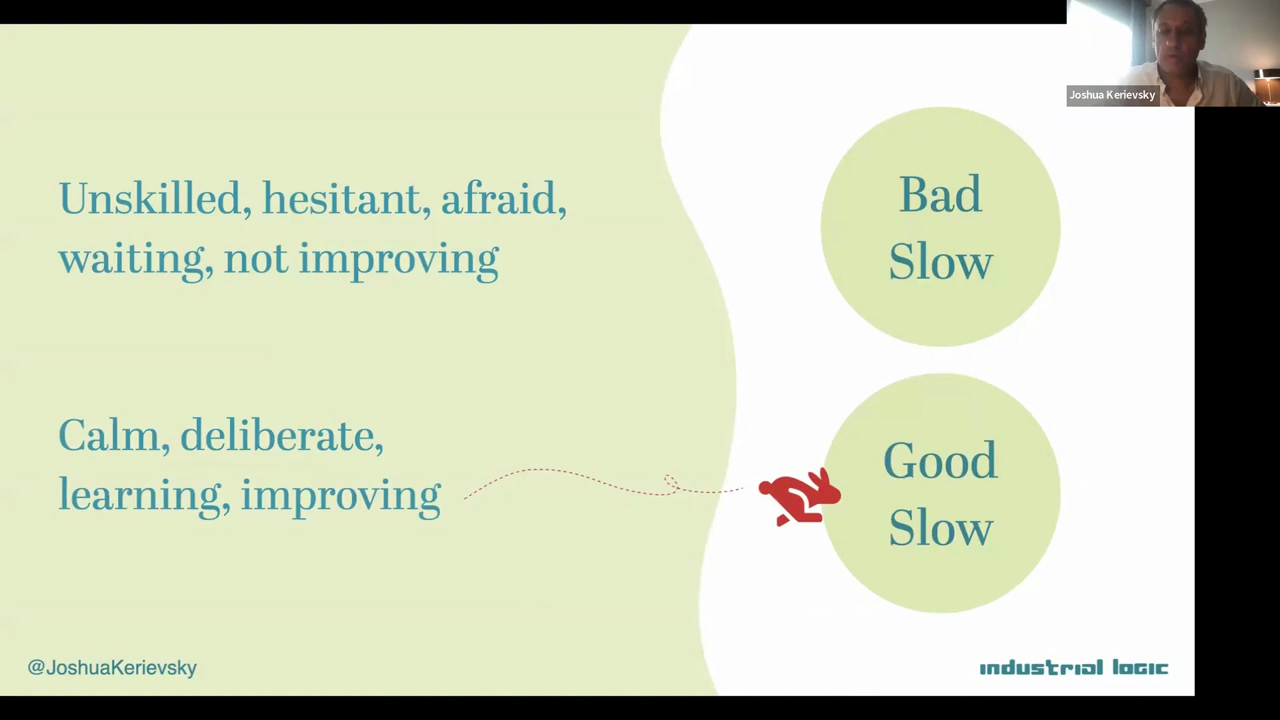 Joshua Kerievsky
Unskilled, hesitant, afraid,
waiting, not improving
Bad
Slow
Calm, deliberate,
learning, improving
Good
Slow
@JoshuaKerievsky
industrial logic